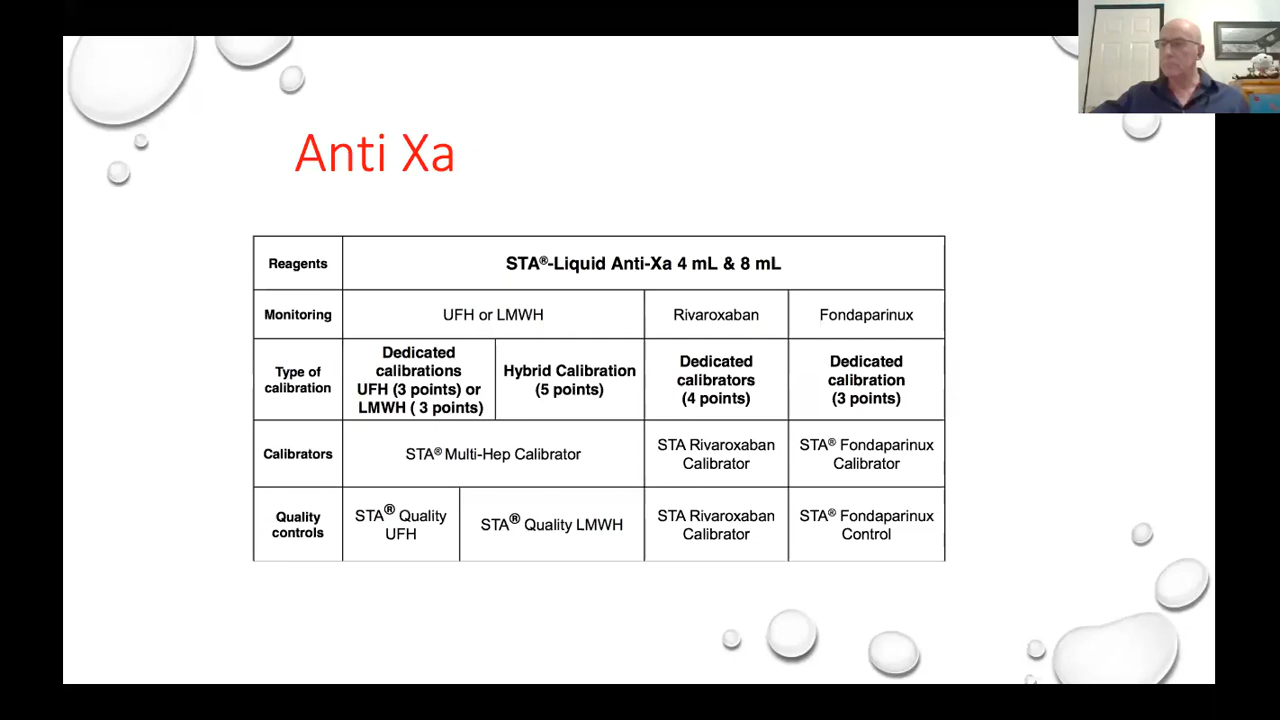 Anti Xa
Reagents
STA®-Liquid Anti-Xa 4 mL & 8 mL
Monitoring
UFH or LMWH
Rivaroxaban
Fondaparinux
Type of
calibration
Dedicated
calibrations
UFH (3 points) or
LMWH ( 3 points)
Hybrid Calibration
(5 points)
Dedicated
calibrators
(4 points)
Dedicated
calibration
(3 points)
Calibrators
STA® Multi-Hep Calibrator
STA Rivaroxaban
Calibrator
STA® Fondaparinux
Calibrator
Quality
controls
STA® Quality
UFH
STA® Quality LMWH
STA Rivaroxaban
Calibrator
STA® Fondaparinux
Control